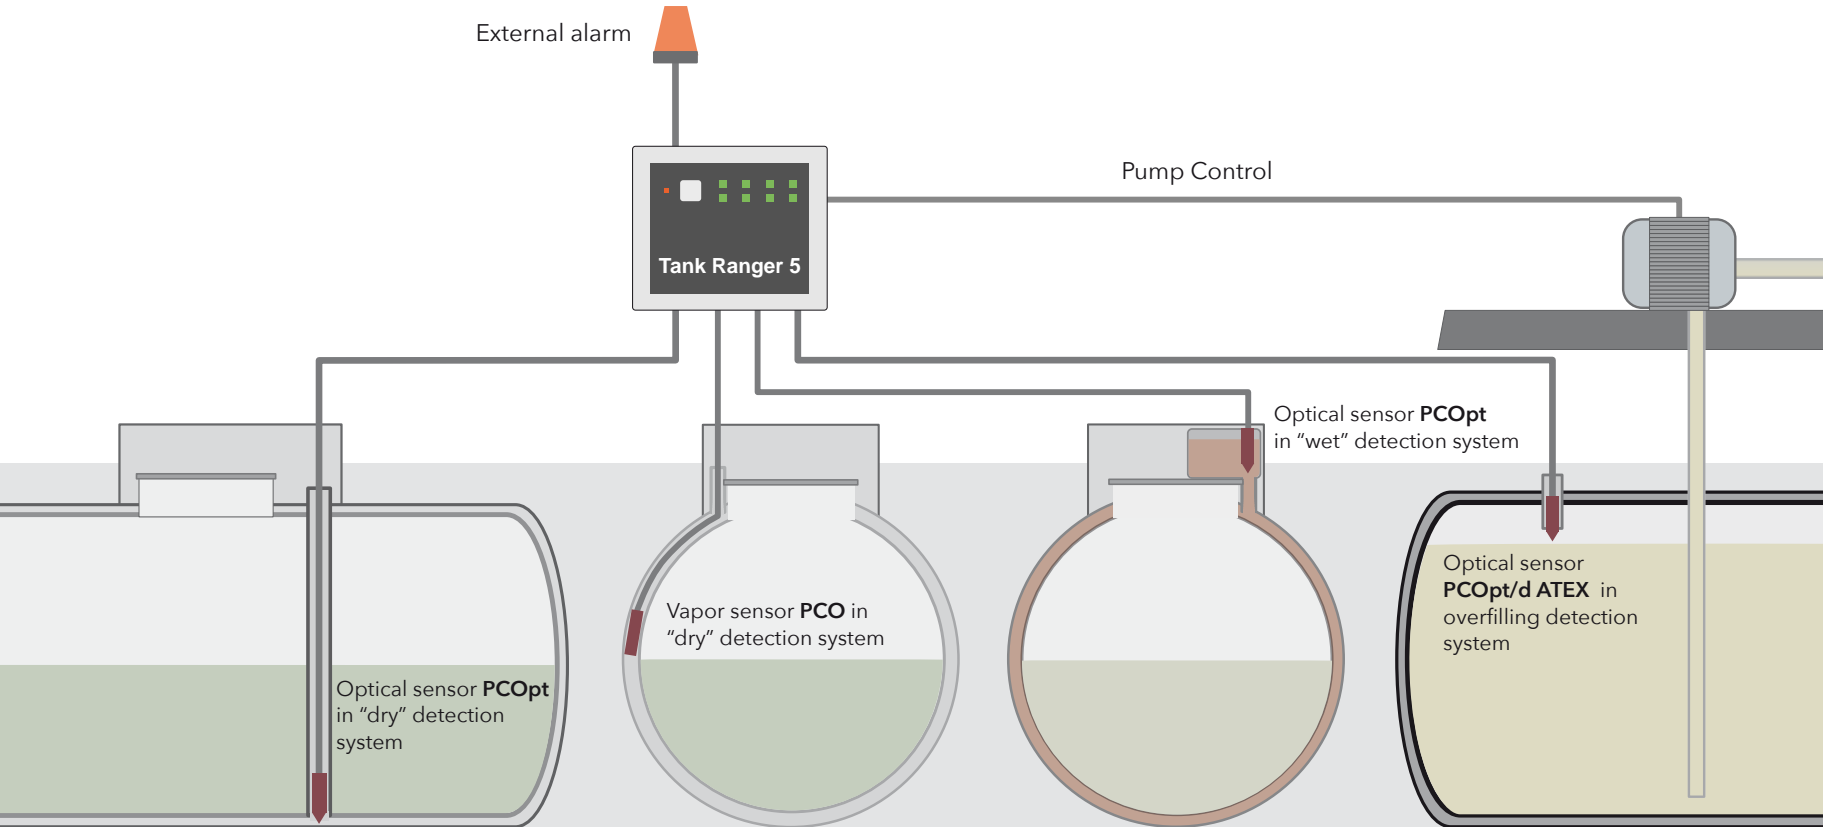 External alarm
Pump Control
Tank Ranger 5
Optical sensor PCOpt
in “wet” detection system
Optical sensor
PCOpt/d ATEX in
overfilling detection
system
Vapor sensor PCO in
“dry” detection system
Optical sensor PCOpt
in “dry” detection
system